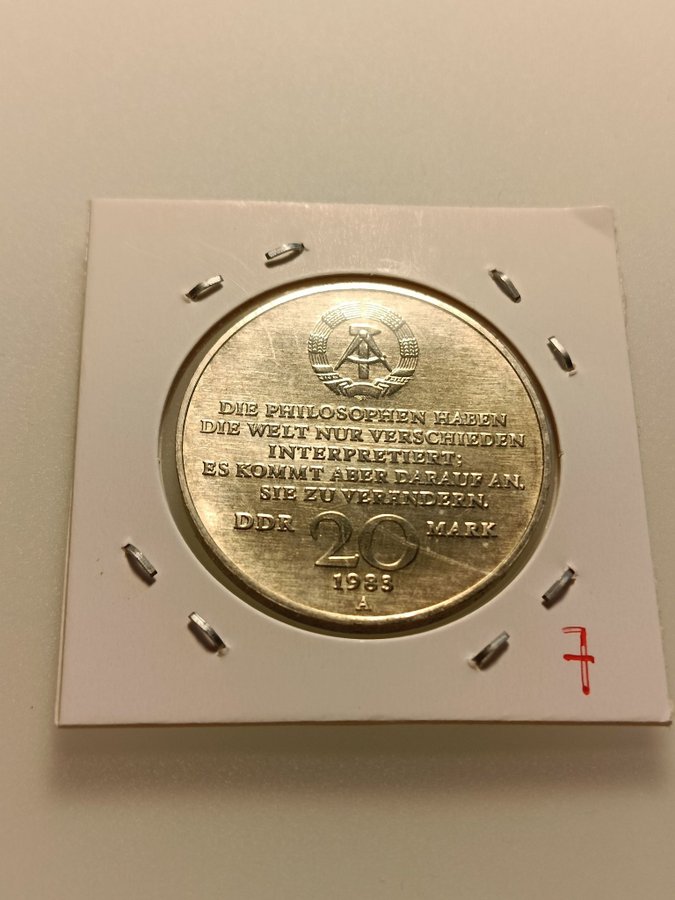 DIE PHILOSOPHEN HABEN
DIE WELT NUR VERSCHIEDEN
INTERPRETIERT;
ES KOMMT ABER DARAUF AN,
SIE ZU VERÄNDERN.
DDR 20 MARK
1983
A
7